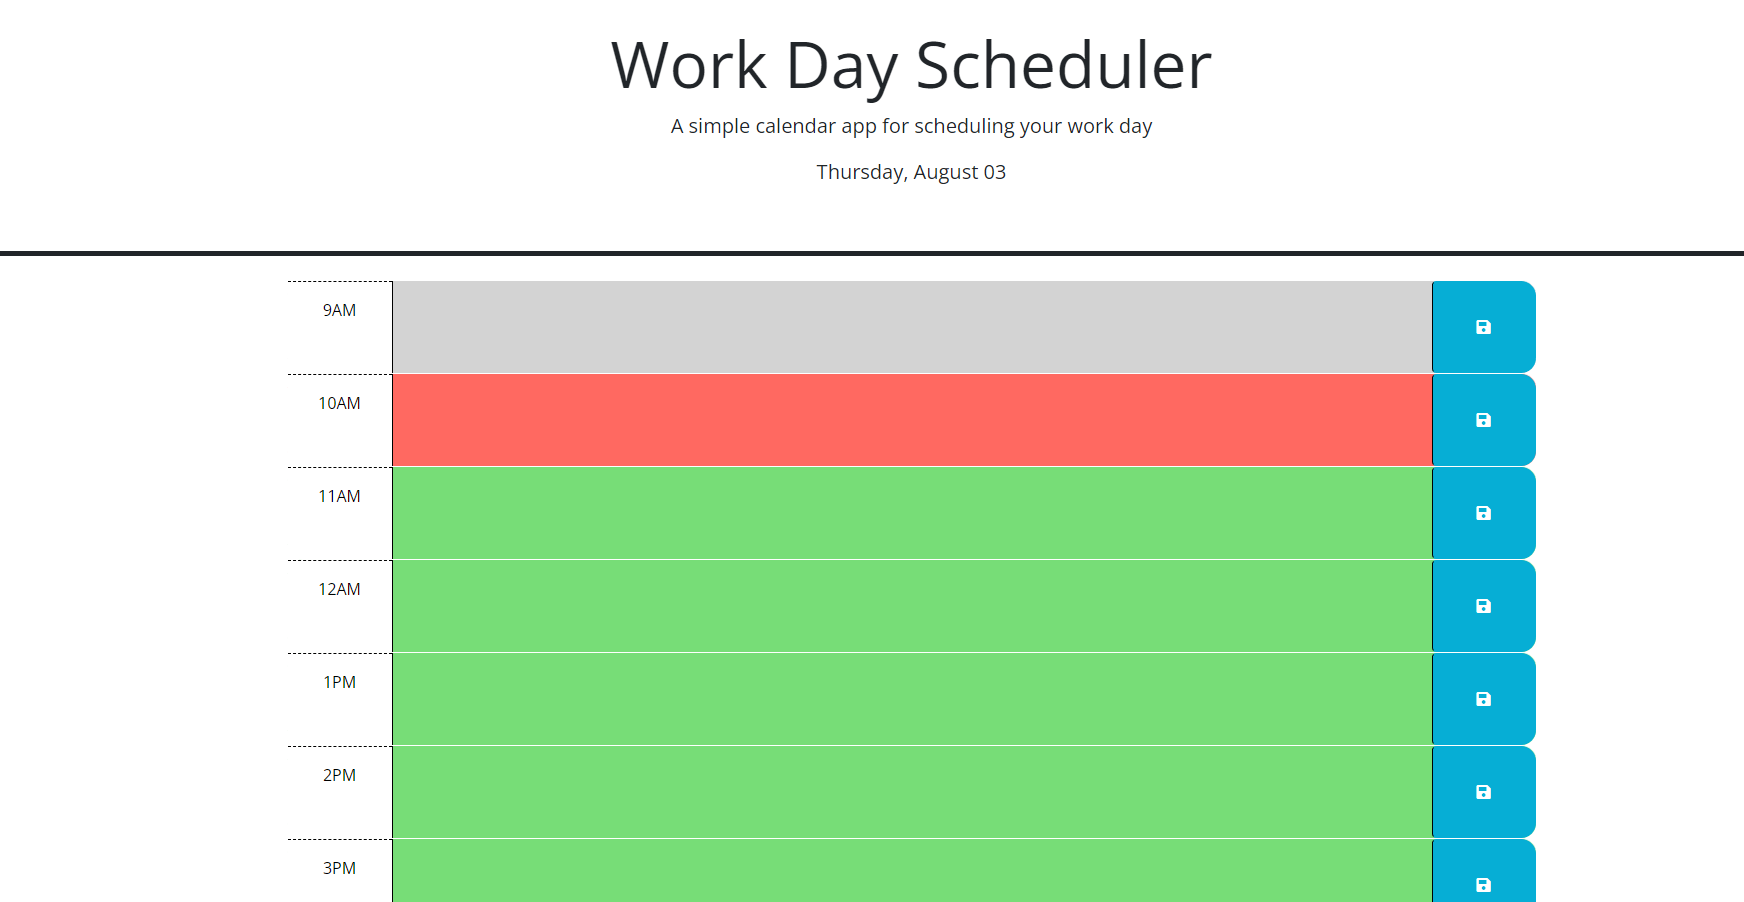 Work Day Scheduler
A simple calendar app for scheduling your work day
Thursday, August 03
9AM
10AM
11AM
12AM
1PM
2PM
3PM